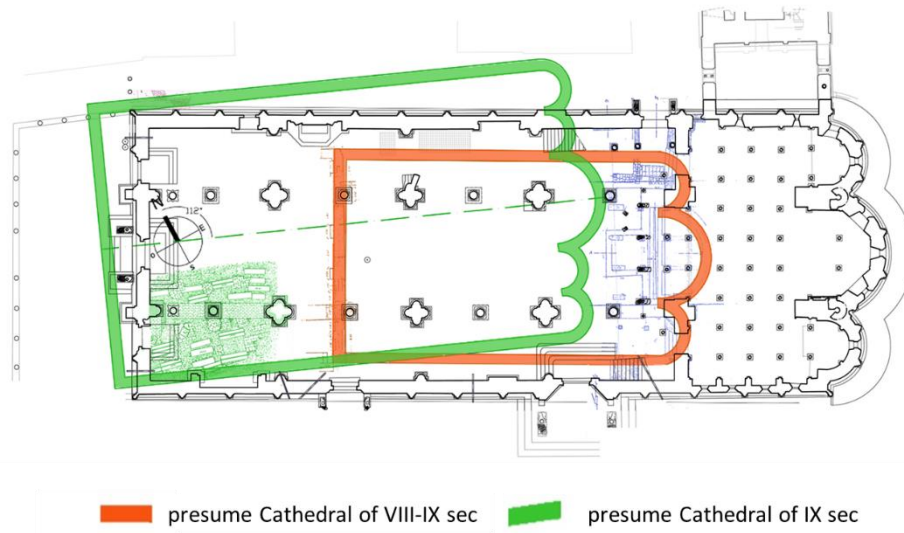 112°
E
S
presume Cathedral of VIII-IX sec
presume Cathedral of IX sec